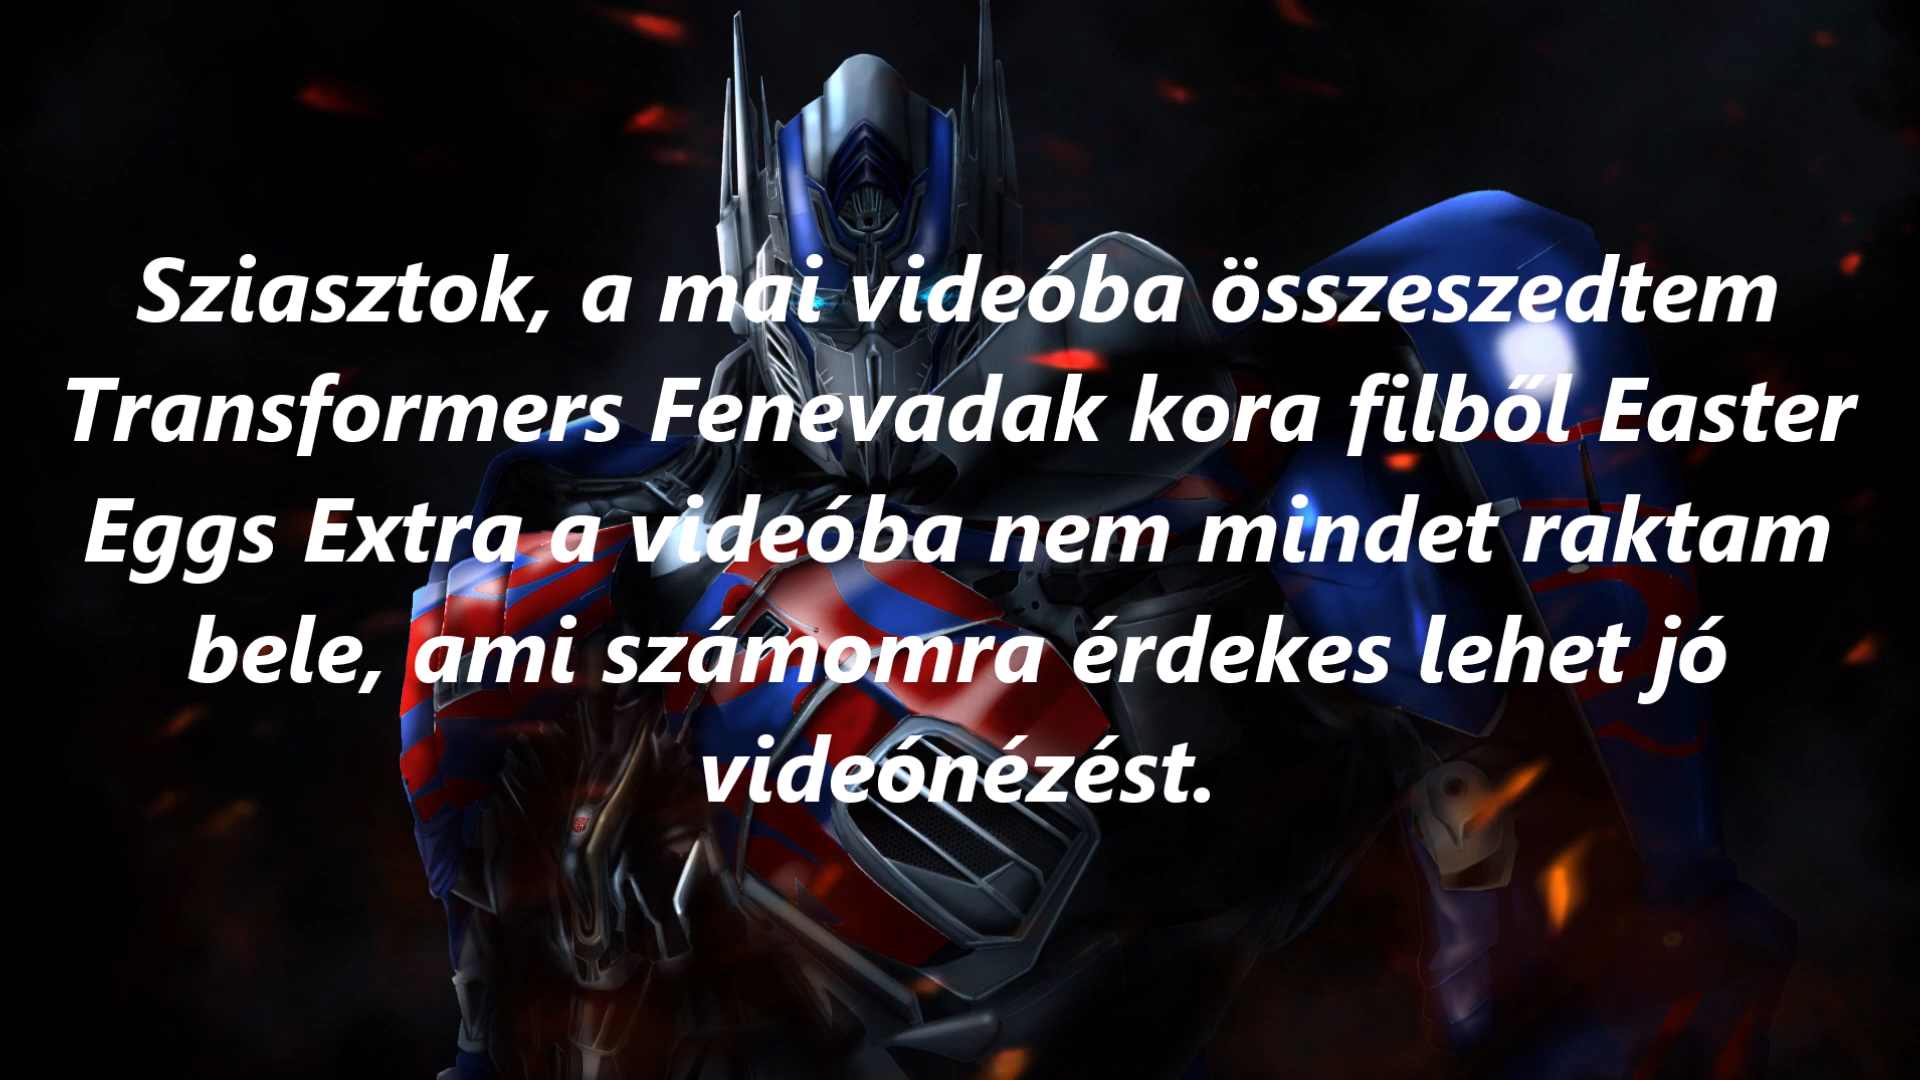 Sziasztok, a mai videóba összeszedtem
Transformers Fenevadak kora filből Easter
Eggs Extra a videóba nem mindet raktam
bele, ami számomra érdekes lehet jó
videónézést.